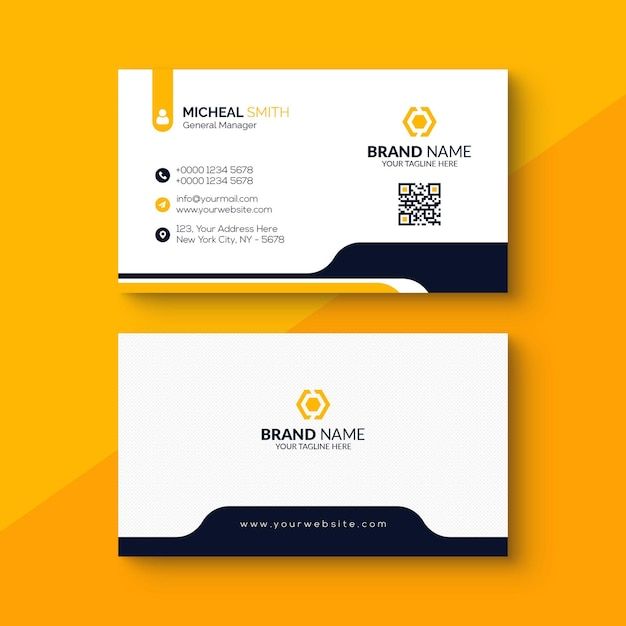 MICHEAL SMITH
General Manager
+0000 1234 5678
+0000 1234 5678
info@yourmail.com
www.yourwebsite.com
123, Your Address Here
New York City, NY - 5678
BRAND NAME
YOUR TAGLINE HERE
BRAND NAME
YOUR TAGLINE HERE
www.yourwebsite.com